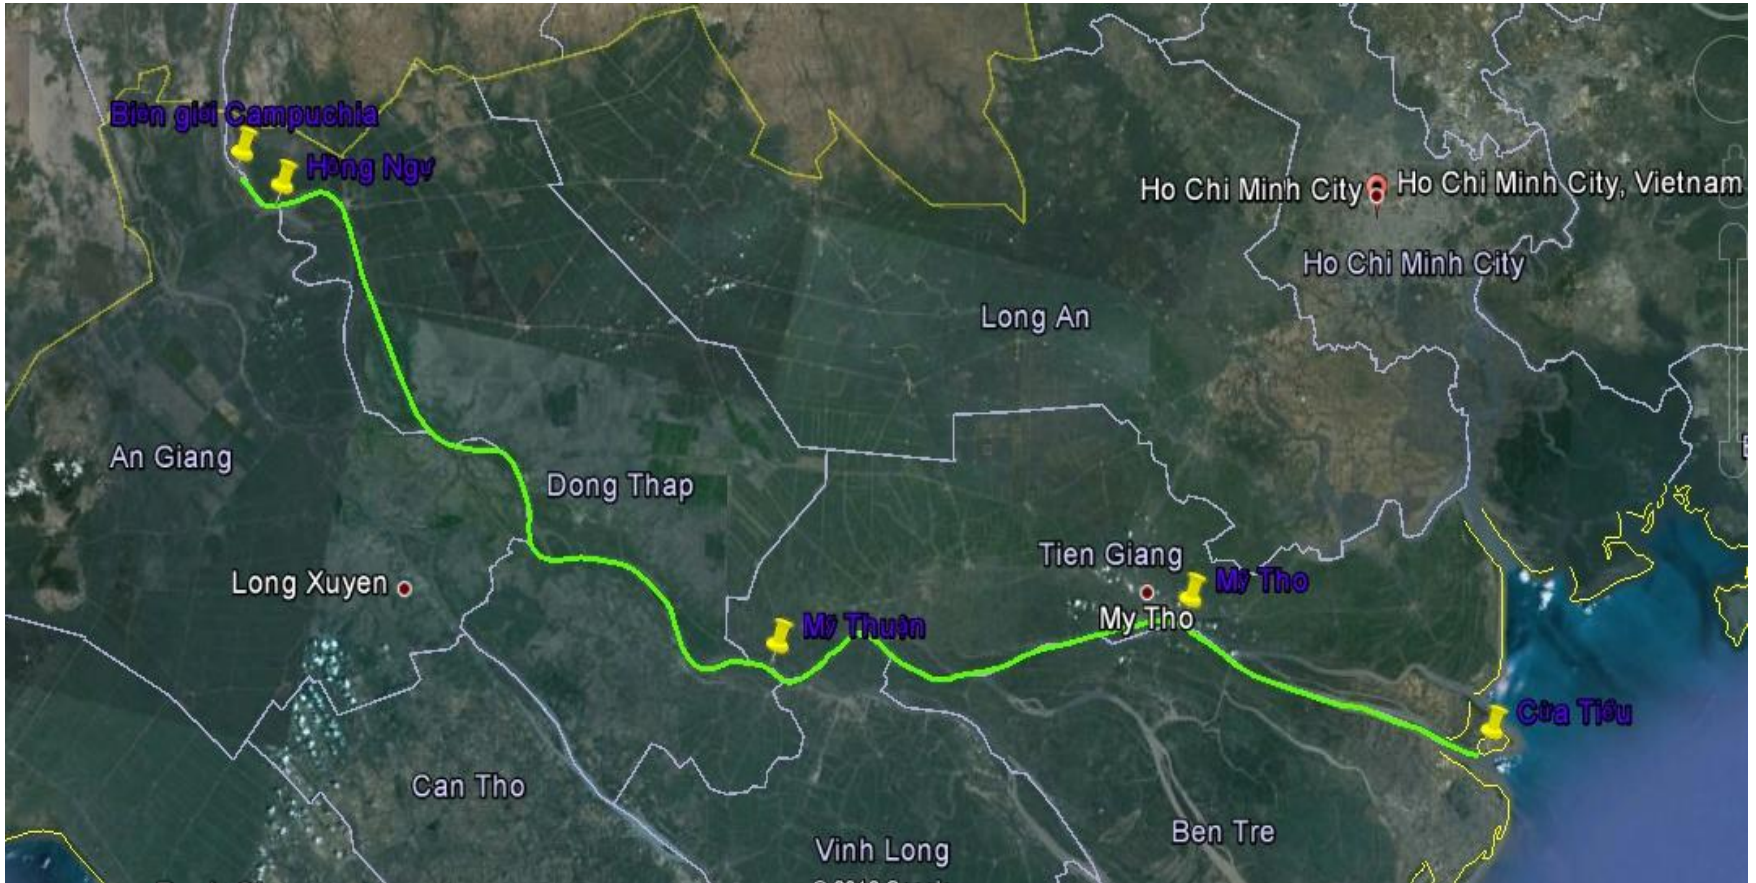 Biên giới Campuchia
Hồng Ngự
Ho Chi Minh City
Ho Chi Minh City, Vietnam
Ho Chi Minh City
Long An
An Giang
Dong Thap
Tien Giang
Mỹ Tho
Long Xuyen
My Tho
Mỹ Thuận
Cửa Tiểu
Can Tho
Ben Tre
Vinh Long